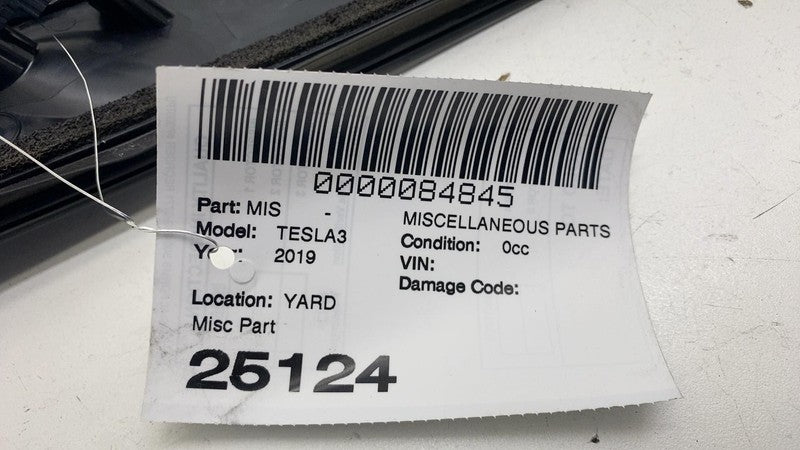 0000084845
Part: MIS -
MISCELLANEOUS PARTS
Model: TESLA3
Condition: 0cc
2019
VIN:
Damage Code:
Location: YARD
Misc Part
25124